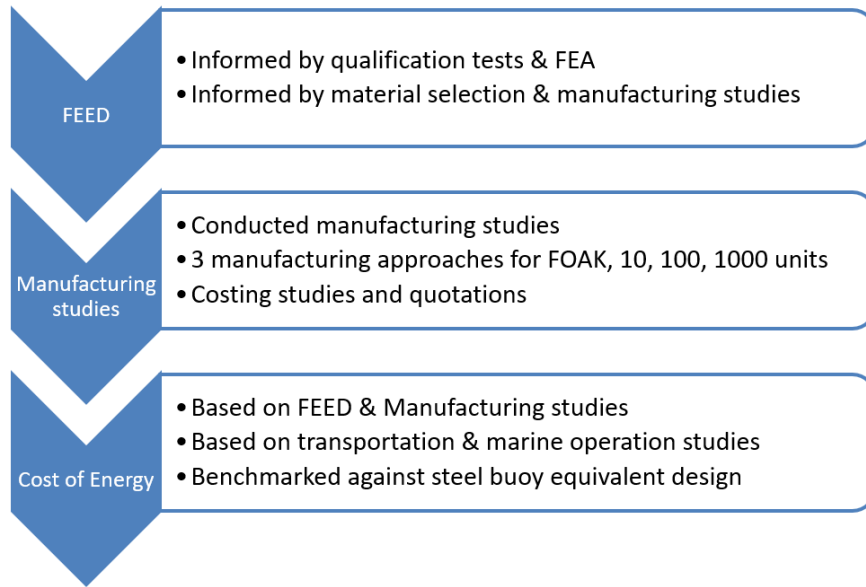 FEED
• Informed by qualification tests & FEA
• Informed by material selection & manufacturing studies
Manufacturing
studies
• Conducted manufacturing studies
• 3 manufacturing approaches for FOAK, 10, 100, 1000 units
• Costing studies and quotations
Cost of Energy
• Based on FEED & Manufacturing studies
• Based on transportation & marine operation studies
• Benchmarked against steel buoy equivalent design